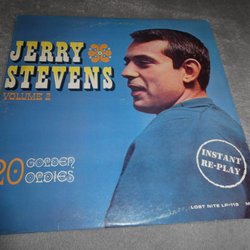 JERRY
STEVENS
VOLUME 2
20 GOLDEN
OLDIES
INSTANT
RE-PLAY
LOST NITE LP-113